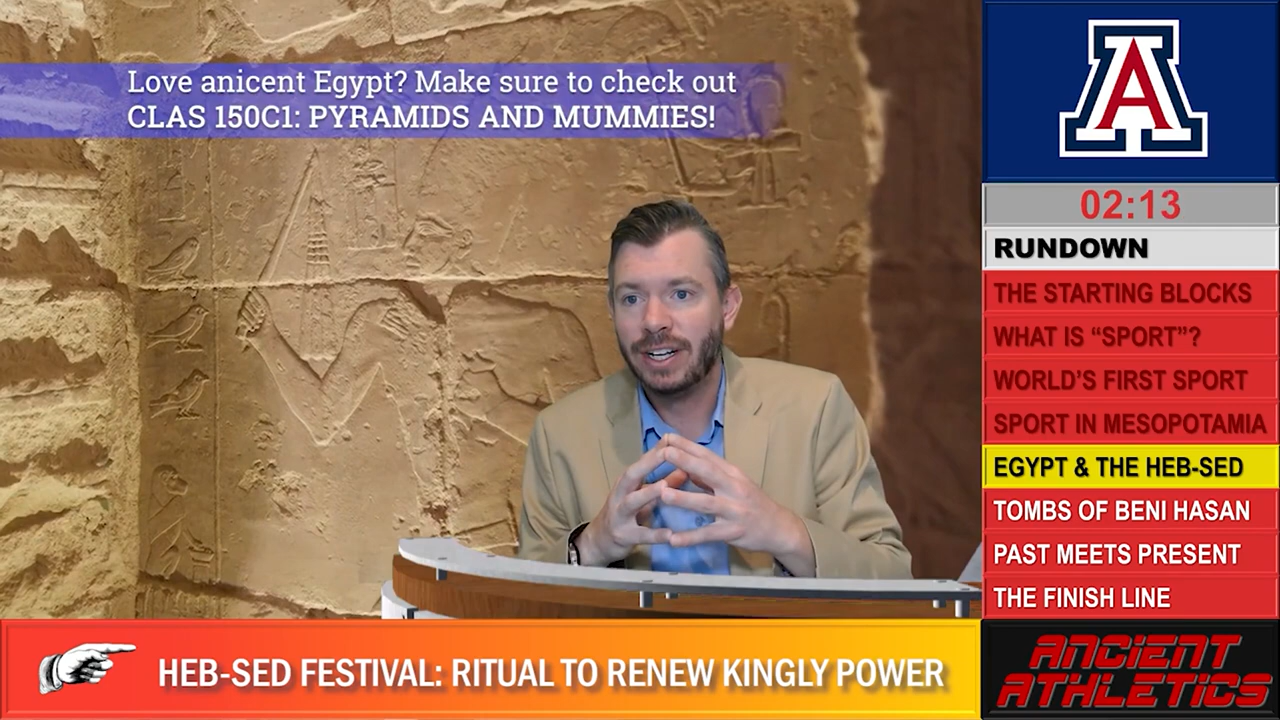 Love anicent Egypt? Make sure to check out
CLAS 150C1: PYRAMIDS AND MUMMIES!
A
02:13
RUNDOWN
THE STARTING BLOCKS
WHAT IS “SPORT”?
WORLD’S FIRST SPORT
SPORT IN MESOPOTAMIA
EGYPT & THE HEB-SED
TOMBS OF BENI HASAN
PAST MEETS PRESENT
THE FINISH LINE
HEB-SED FESTIVAL: RITUAL TO RENEW KINGLY POWER
ANCIENT
ATHLETICS